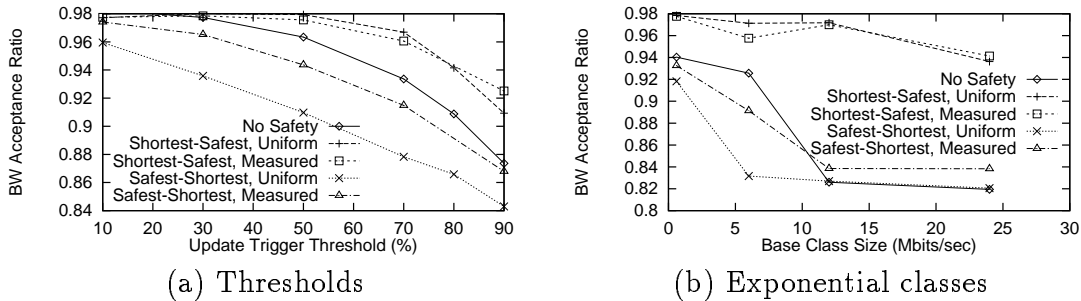 BW Acceptance Ratio
0.98
0.96
0.94
0.92
0.9
0.88
0.86
0.84
No Safety
Shortest-Safest, Uniform
Shortest-Safest, Measured
Safest-Shortest, Uniform
Safest-Shortest, Measured
10 20 30 40 50 60 70 80 90
Update Trigger Threshold (%)
(a) Thresholds
BW Acceptance Ratio
0.98
0.96
0.94
0.92
0.9
0.88
0.86
0.84
0.82
0.8
No Safety
Shortest-Safest, Uniform
Shortest-Safest, Measured
Safest-Shortest, Uniform
Safest-Shortest, Measured
0 5 10 15 20 25 30
Base Class Size (Mbits/sec)
(b) Exponential classes